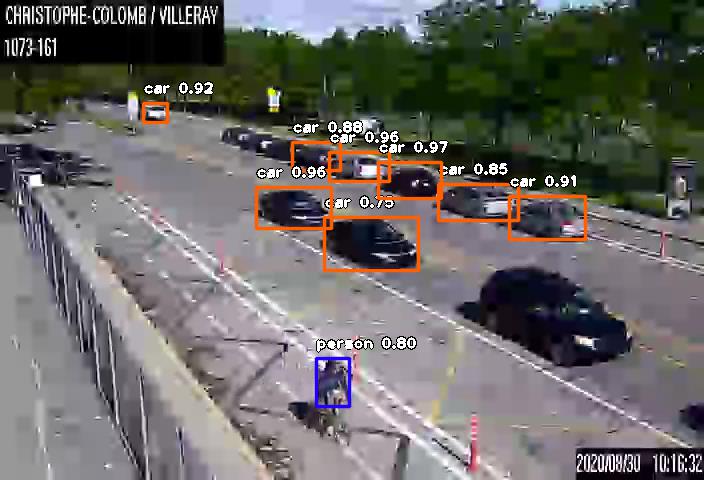 CHRISTOPHE-COLOMB / VILLERAY
1073-161
car 0.92
car 0.88
car 0.96
car 0.97
car 0.85
car 0.96
car 0.91
car 0.75
person 0.80
2020/08/30 10:16:32